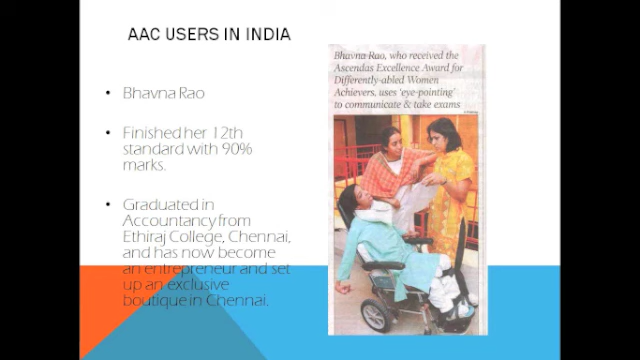 AAC USERS IN INDIA
• Bhavna Rao
• Finished her 12th
standard with 90%
marks.
• Graduated in
Accountancy from
Ethiraj College, Chennai,
and has now become
an entrepreneur and set
up an exclusive
boutique in Chennai.
Bhavna Rao, who received the
Ascendas Excellence Award for
Differently-abled Women
Achievers, uses 'eye-pointing'
to communicate & take exams